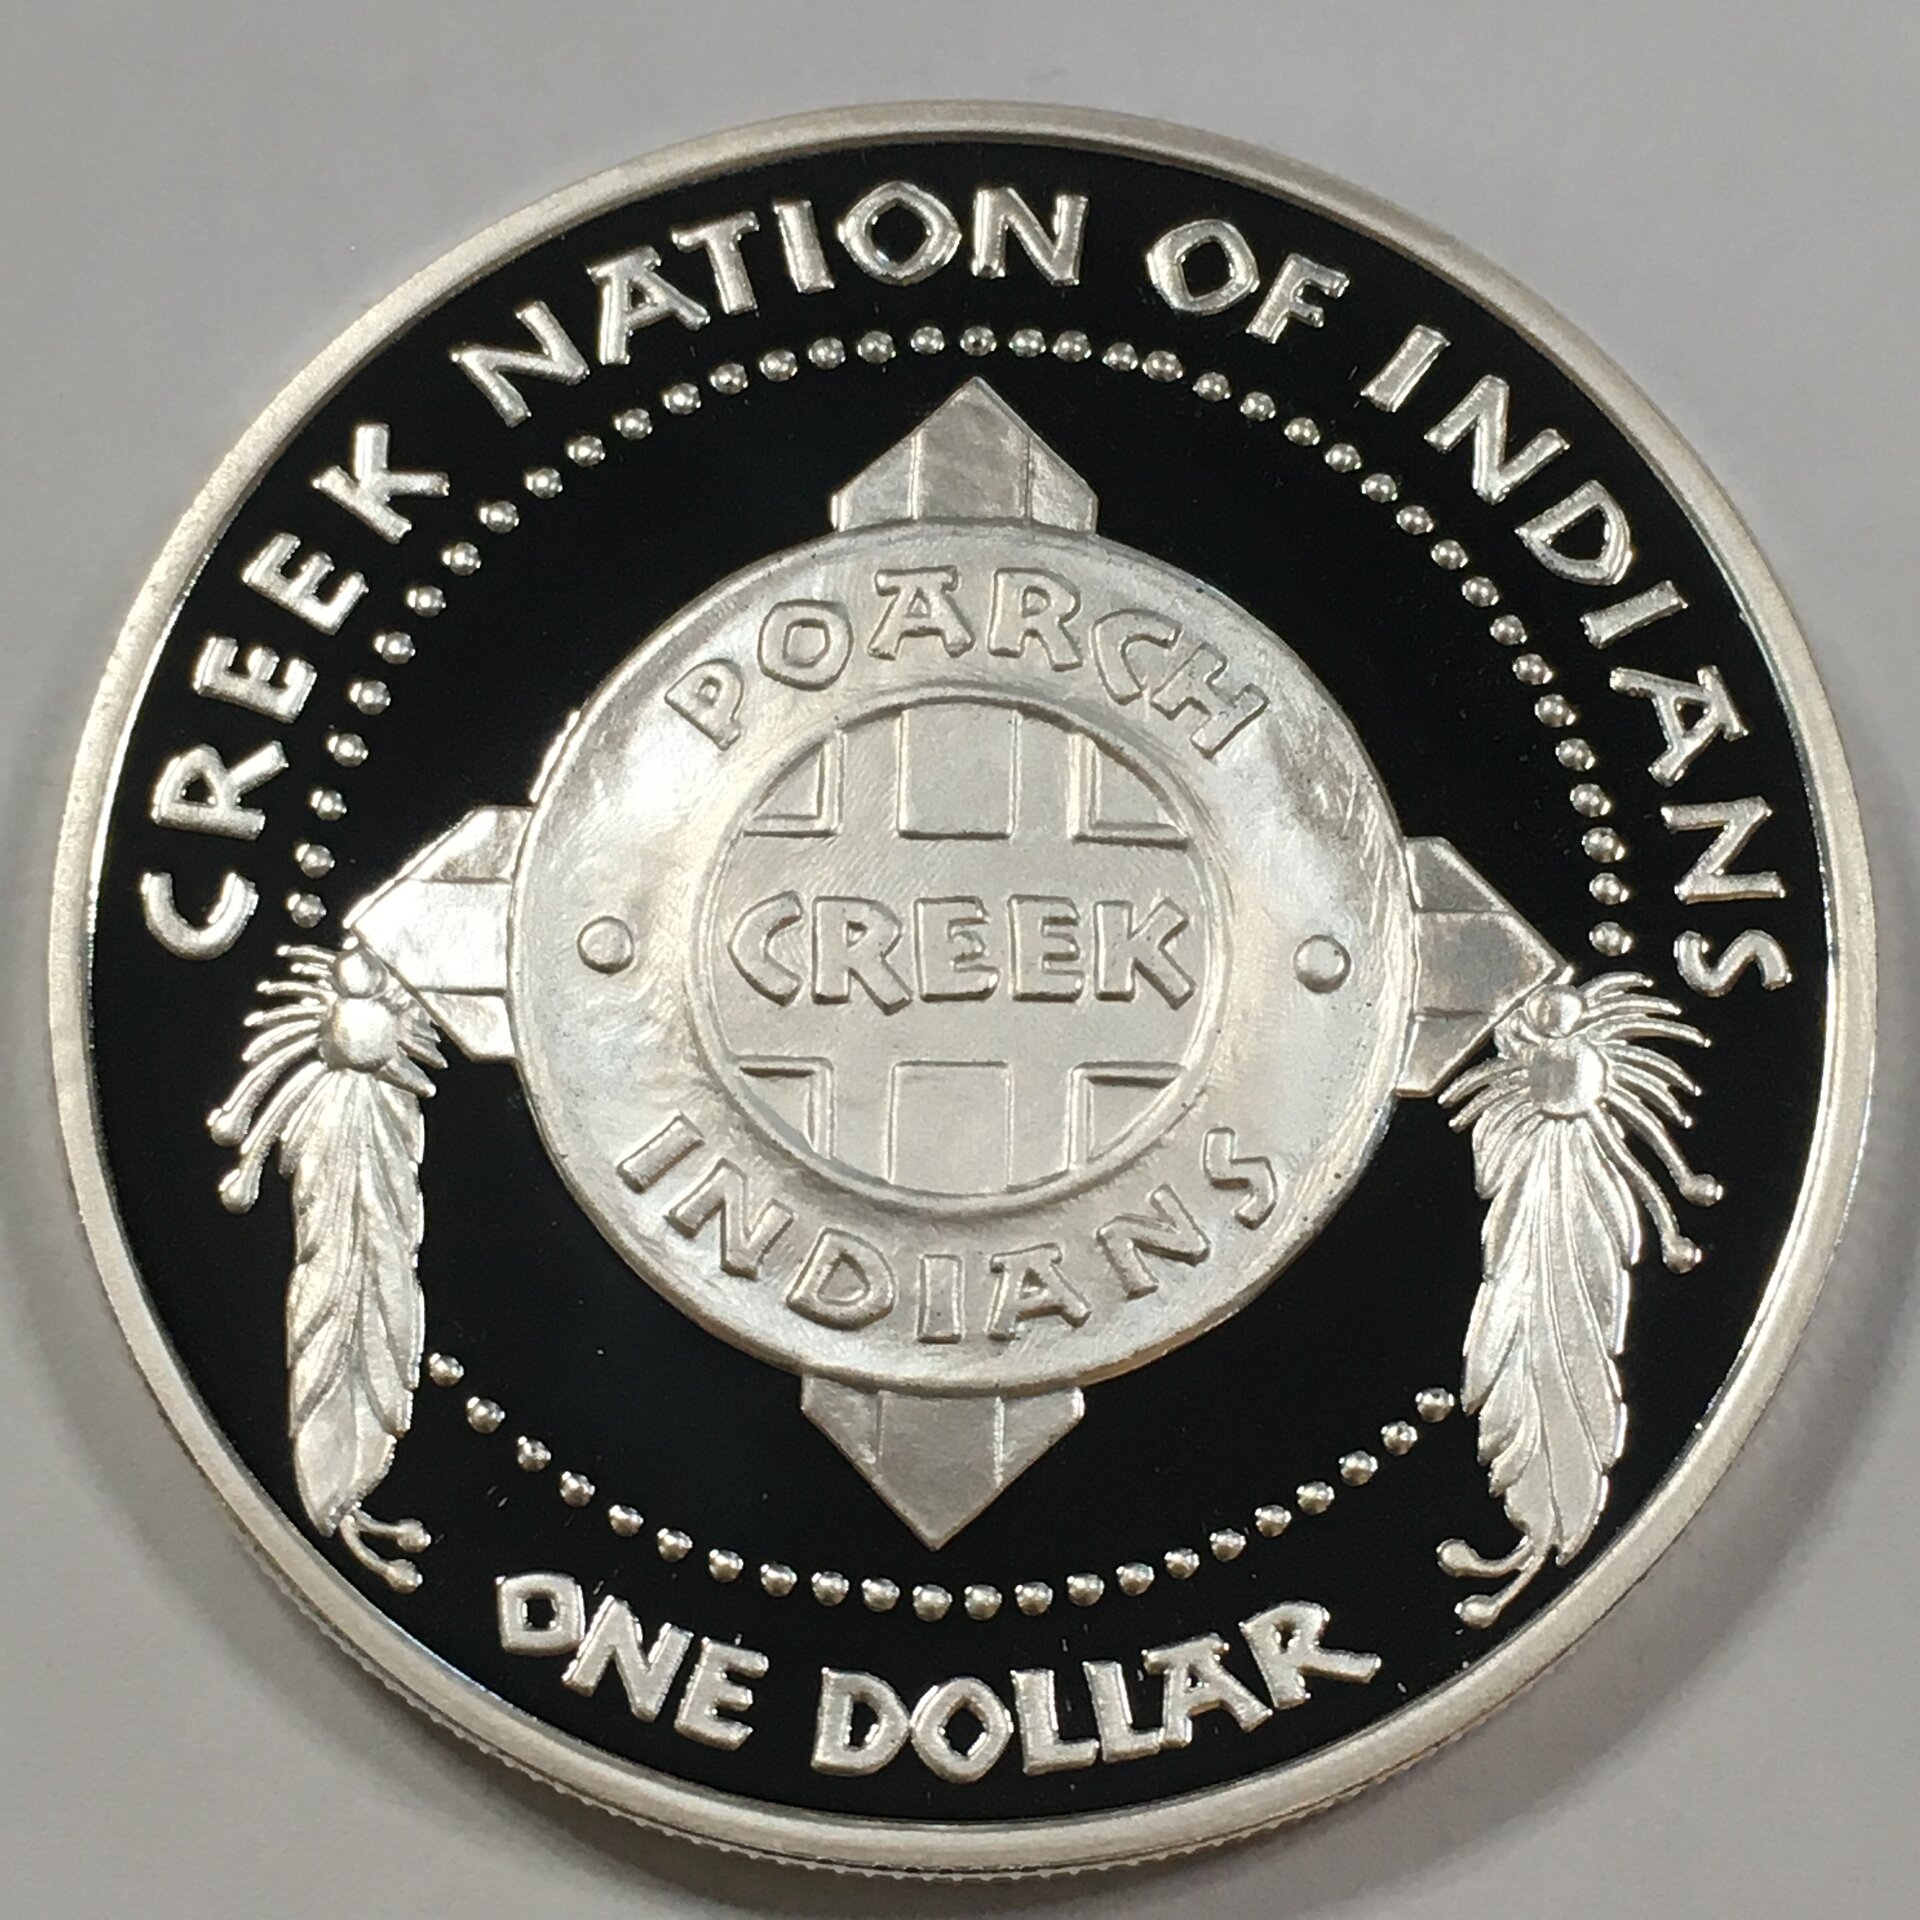 CREEK NATION OF INDIANS
POARCH
CREEK
INDIANS
ONE DOLLAR